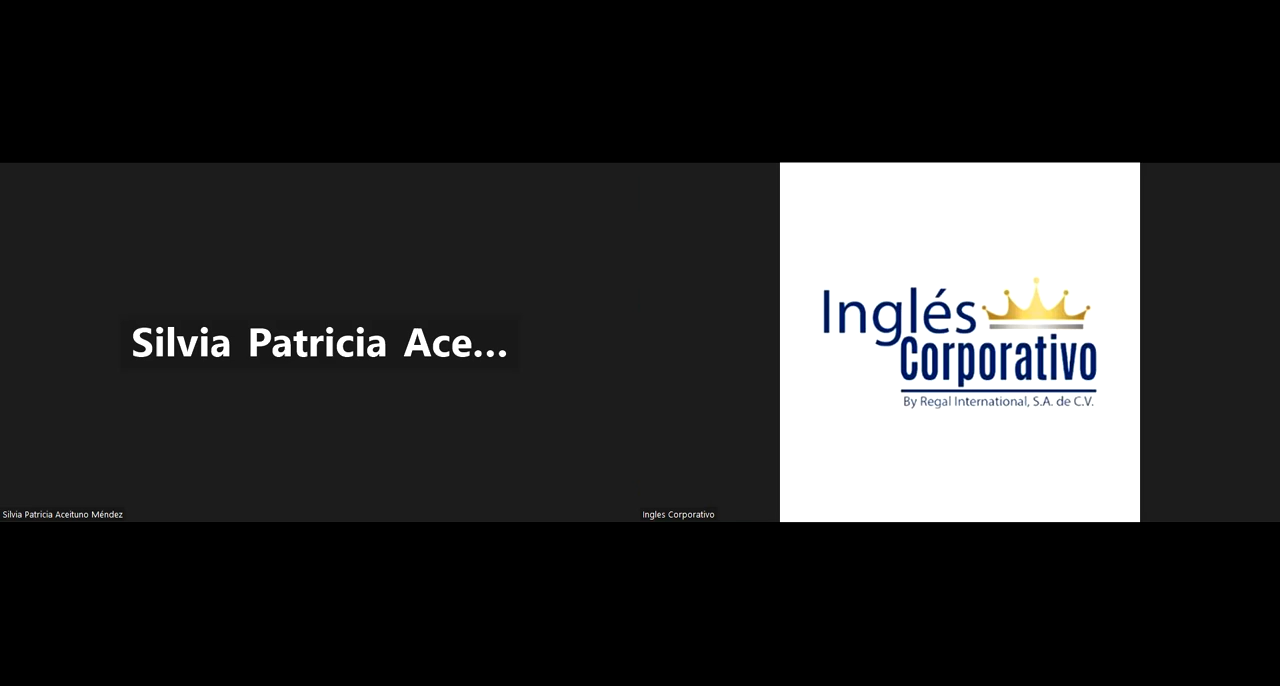 Silvia Patricia Ace...
Inglés
Corporativo
By Regal International, S.A. de C.V.
Silvia Patricia Aceituno Méndez
Ingles Corporativo